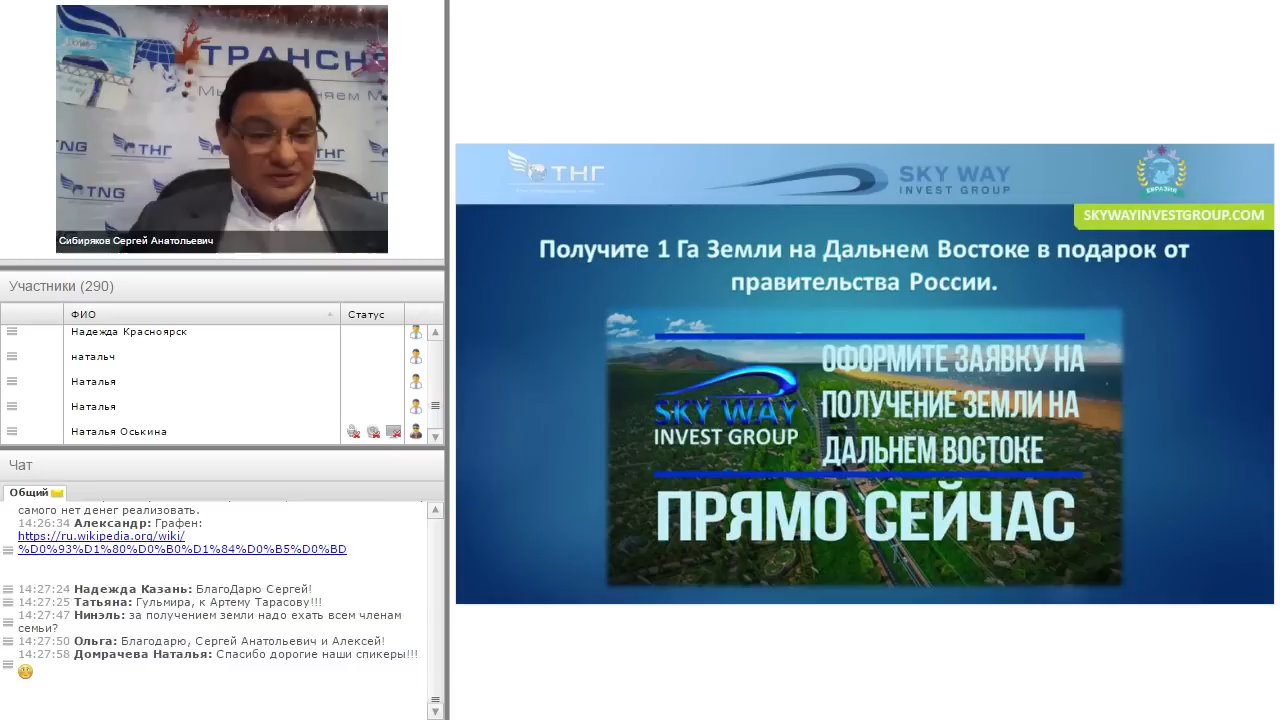 ТРАНСН
TNG
ТНГ
ТНГ
TNG
ТНГ
Сибиряков Сергей Анатольевич
Участники (290)
ФИО
Статус
Надежда Красноярск
натальч
Наталья
Наталья
Наталья Оськина
Чат
Общий
самого нет денег реализовать.
14:26:34 Александр: Графен:
https://ru.wikipedia.org/wiki/
%D0%93%D1%80%D0%B0%D1%84%D0%B5%D0%BD
14:27:24 Надежда Казань: БлагоДарю Сергей!
14:27:25 Татьяна: Гульмира, к Артему Тарасову!!!
14:27:47 Нинэль: за получением земли надо ехать всем членам
семьи?
14:27:50 Ольга: Благодарю, Сергей Анатольевич и Алексей!
14:27:58 Домрачева Наталья: Спасибо дорогие наши спикеры!!!
ТНГ
SKY WAY
INVEST GROUP
ЕВРАЗИЯ
SKYWAYINVESTGROUP.COM
Получите 1 Га Земли на Дальнем Востоке в подарок от
правительства России.
SKY WAY
INVEST GROUP
ОФОРМИТЕ ЗАЯВКУ НА
ПОЛУЧЕНИЕ ЗЕМЛИ НА
ДАЛЬНЕМ ВОСТОКЕ
ПРЯМО СЕЙЧАС